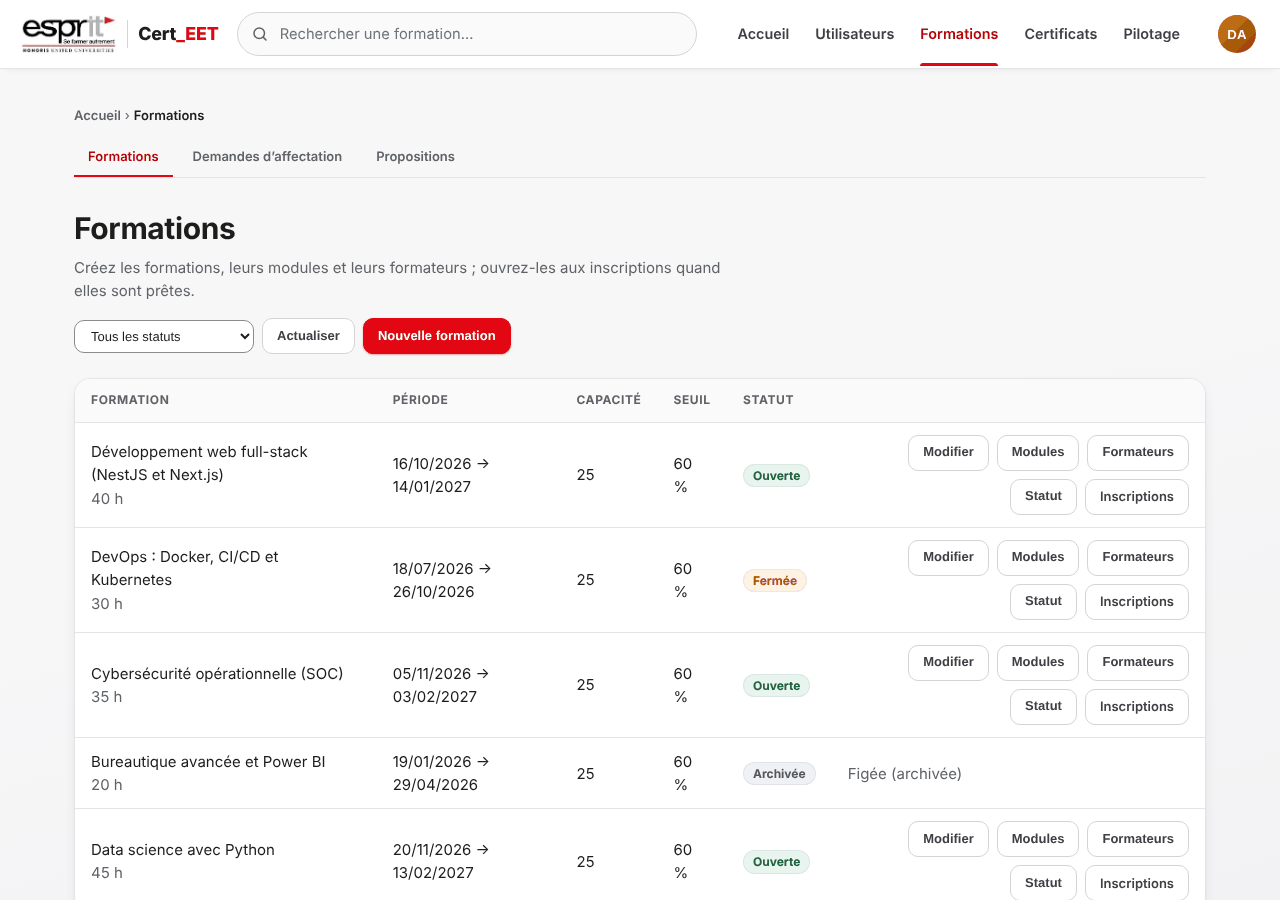 esprit
Se former autrement
HONORIS UNITED UNIVERSITIES
Cert_EET
Rechercher une formation...
Accueil
Utilisateurs
Formations
Certificats
Pilotage
DA
Accueil › Formations
Formations
Demandes d’affectation
Propositions
Formations
Créez les formations, leurs modules et leurs formateurs ; ouvrez-les aux inscriptions quand
elles sont prêtes.
Tous les statuts
Actualiser
Nouvelle formation
FORMATION PÉRIODE CAPACITÉ SEUIL STATUT
Développement web full-stack
(NestJS et Next.js)
40 h
16/10/2026 →
14/01/2027
25
60
%
Ouverte
Modifier Modules Formateurs
Statut Inscriptions
DevOps : Docker, CI/CD et
Kubernetes
30 h
18/07/2026 →
26/10/2026
25
60
%
Fermée
Modifier Modules Formateurs
Statut Inscriptions
Cybersécurité opérationnelle (SOC)
35 h
05/11/2026 →
03/02/2027
25
60
%
Ouverte
Modifier Modules Formateurs
Statut Inscriptions
Bureautique avancée et Power BI
20 h
19/01/2026 →
29/04/2026
25
60
%
Archivée
Figée (archivée)
Data science avec Python
45 h
20/11/2026 →
13/02/2027
25
60
%
Ouverte
Modifier Modules Formateurs
Statut Inscriptions